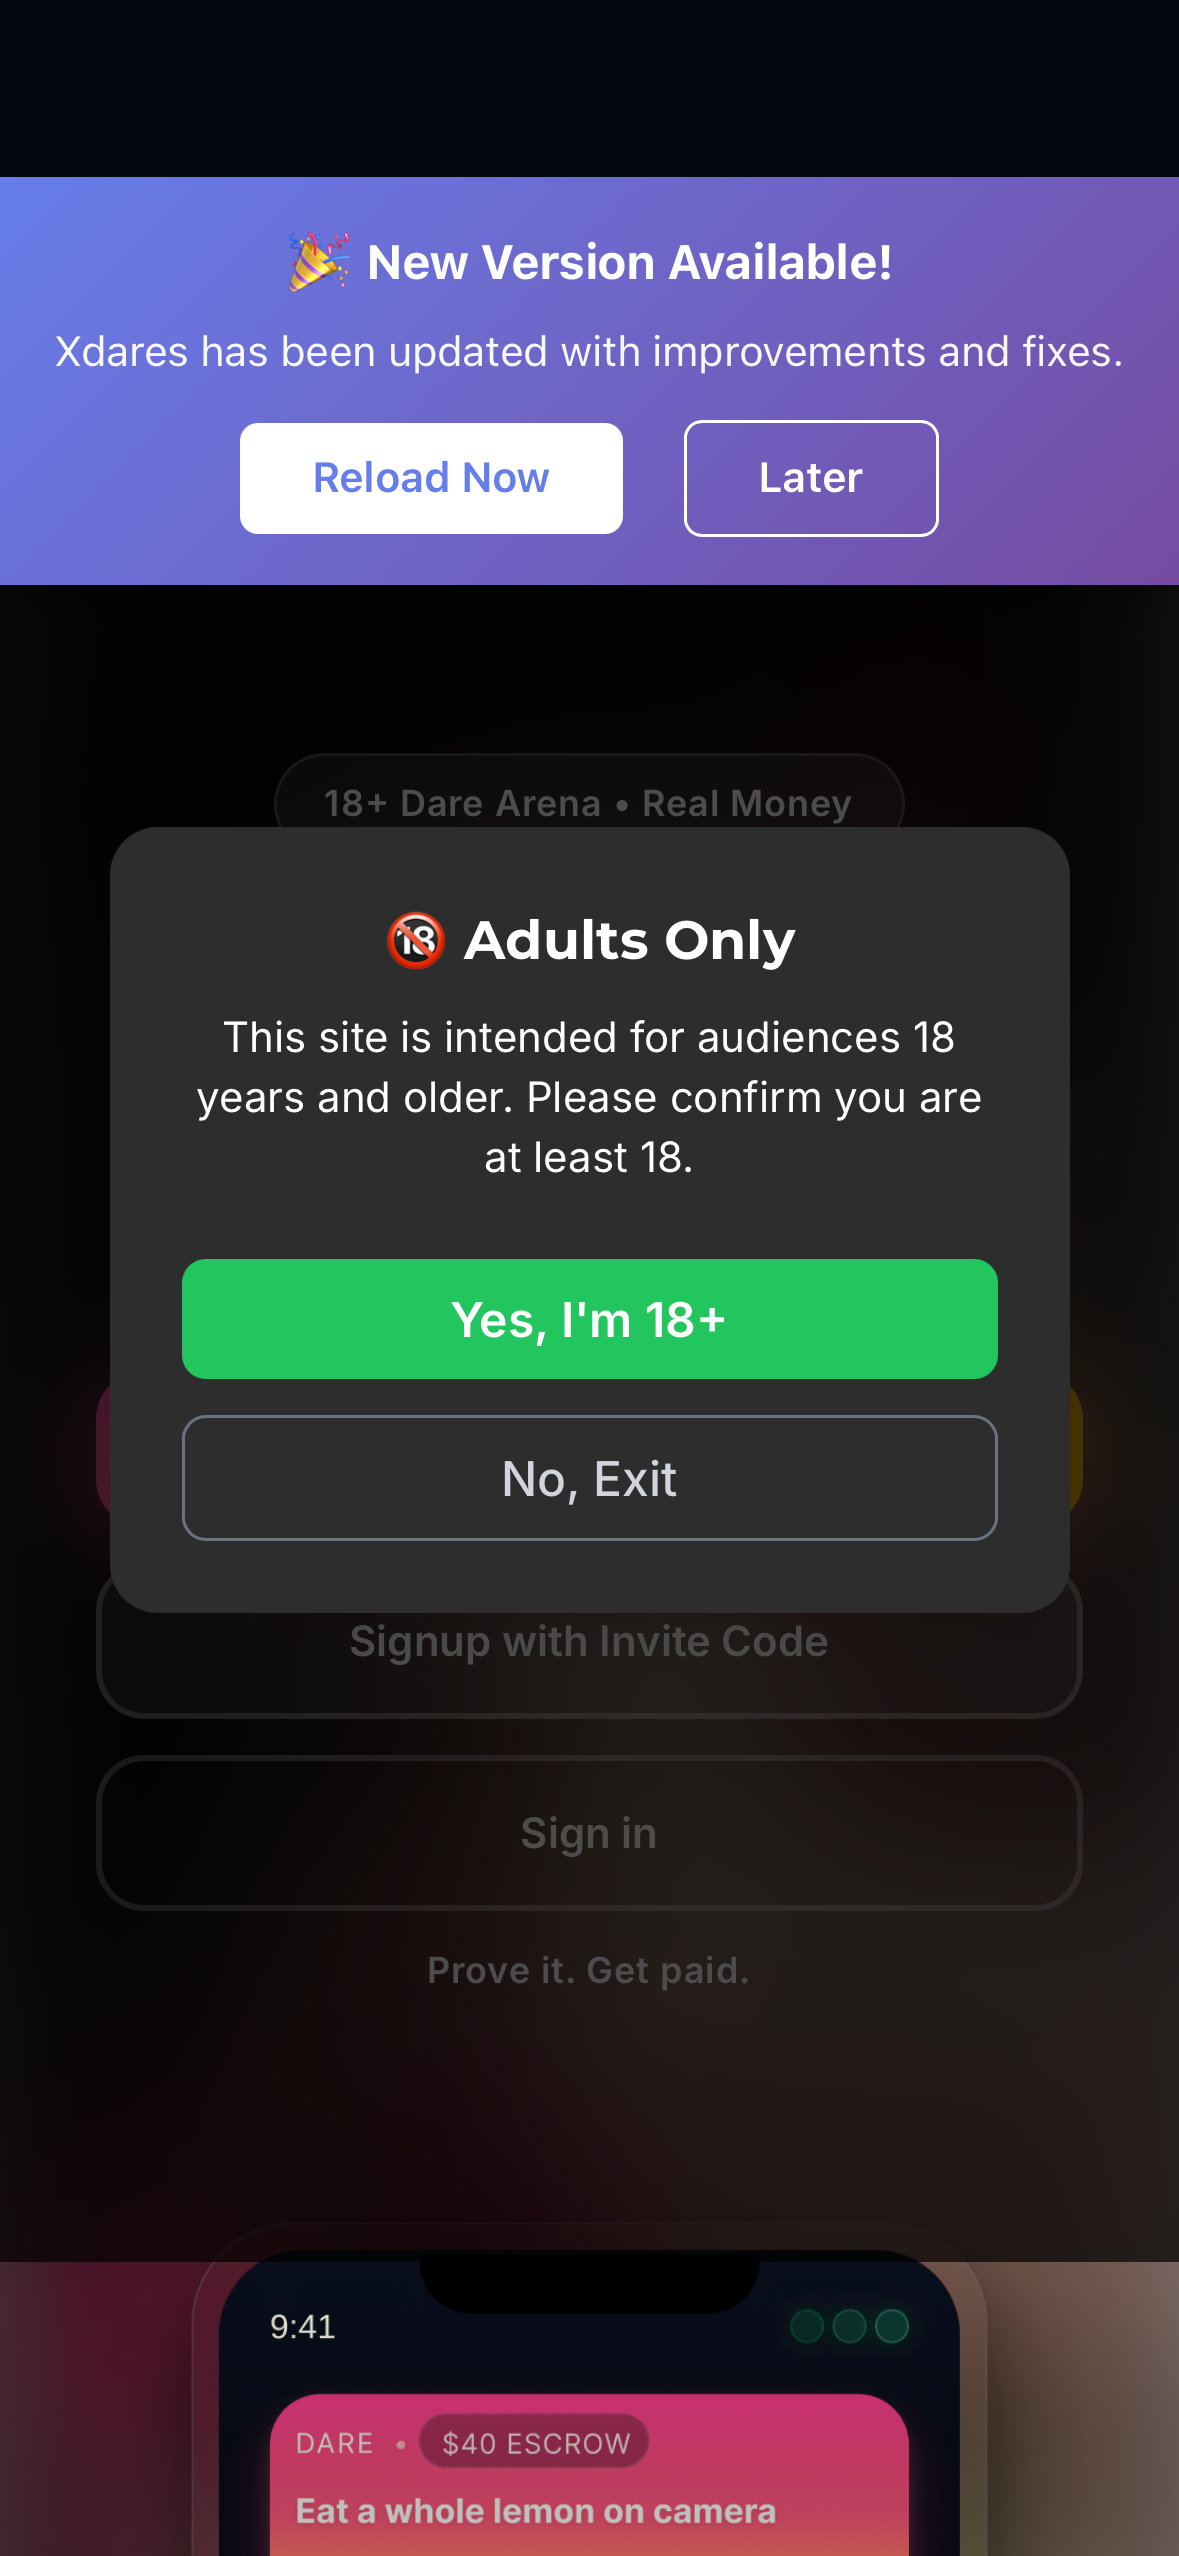 🎉 New Version Available!
Xdares has been updated with improvements and fixes.
Reload Now
Later
18+ Dare Arena • Real Money
🔞 Adults Only
This site is intended for audiences 18
years and older. Please confirm you are
at least 18.
Yes, I'm 18+
No, Exit
Signup with Invite Code
Sign in
Prove it. Get paid.
9:41
DARE • $40 ESCROW
Eat a whole lemon on camera